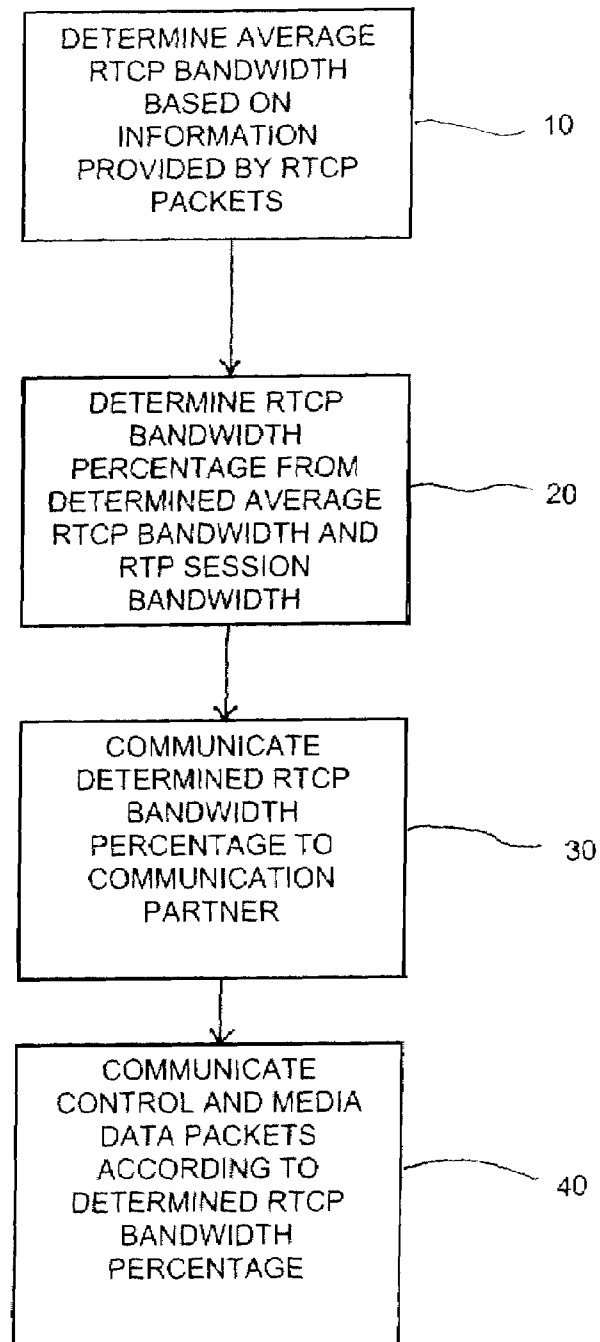 DETERMINE AVERAGE
RTCP BANDWIDTH
BASED ON
INFORMATION
PROVIDED BY RTCP
PACKETS
10
DETERMINE RTCP
BANDWIDTH
PERCENTAGE FROM
DETERMINED AVERAGE
RTCP BANDWIDTH AND
RTP SESSION
BANDWIDTH
20
COMMUNICATE
DETERMINED RTCP
BANDWIDTH
PERCENTAGE TO
COMMUNICATION
PARTNER
30
COMMUNICATE
CONTROL AND MEDIA
DATA PACKETS
ACCORDING TO
DETERMINED RTCP
BANDWIDTH
PERCENTAGE
40